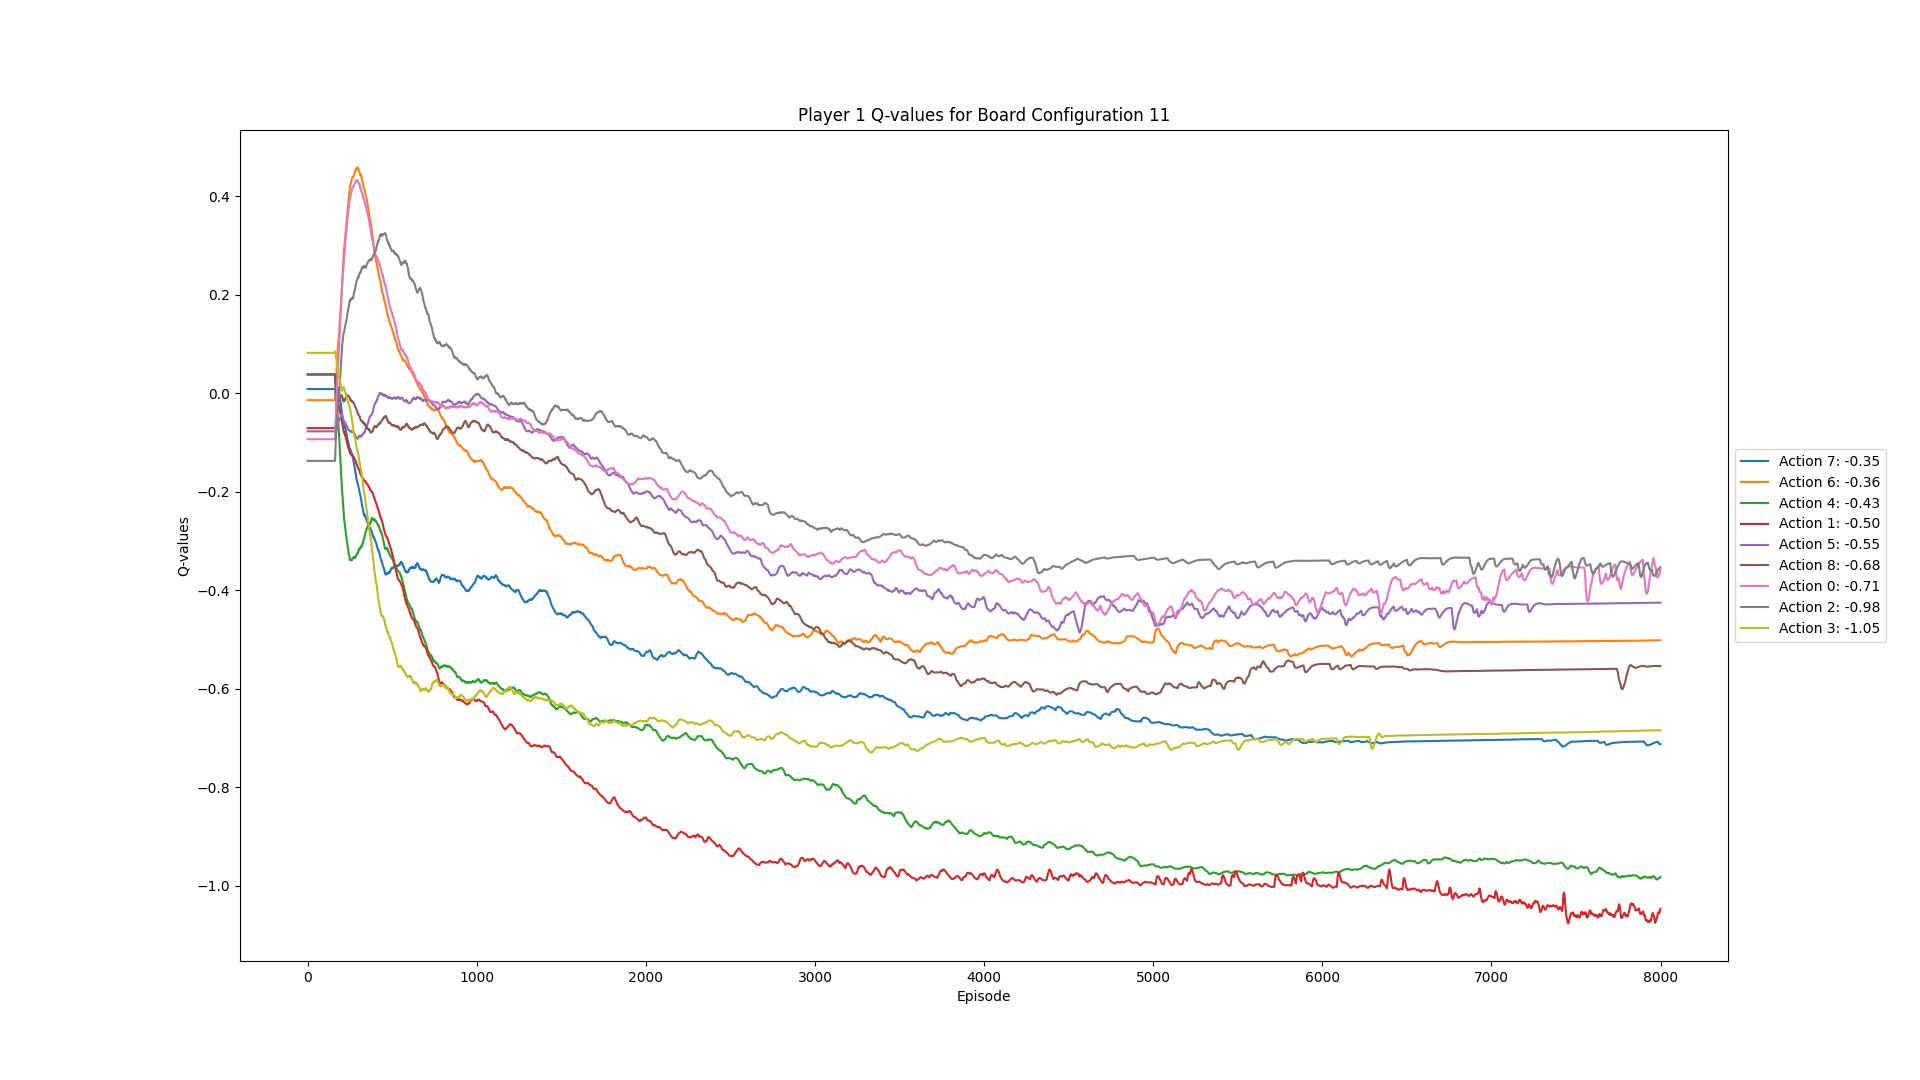 Player 1 Q-values for Board Configuration 11
0.4
0.2
0.0
−0.2
−0.4
−0.6
−0.8
−1.0
Q-values
0 1000 2000 3000 4000 5000 6000 7000 8000
Episode
Action 7: -0.35
Action 6: -0.36
Action 4: -0.43
Action 1: -0.50
Action 5: -0.55
Action 8: -0.68
Action 0: -0.71
Action 2: -0.98
Action 3: -1.05